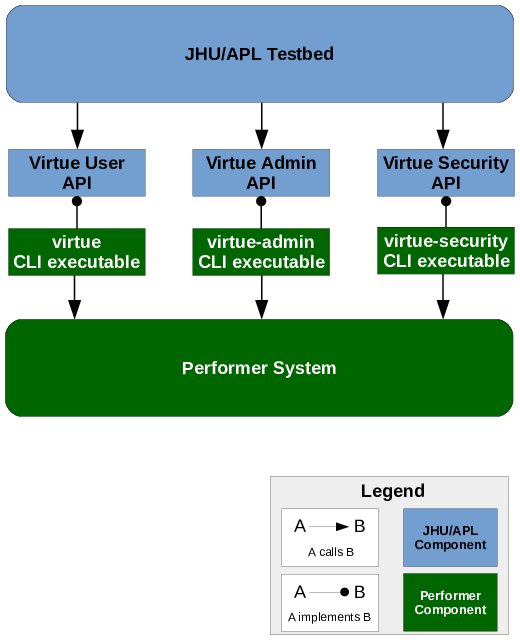 JHU/APL Testbed
Virtue User
API
Virtue Admin
API
Virtue Security
API
virtue
CLI executable
virtue-admin
CLI executable
virtue-security
CLI executable
Performer System
Legend
A B
A calls B
JHU/APL
Component
A B
A implements B
Performer
Component